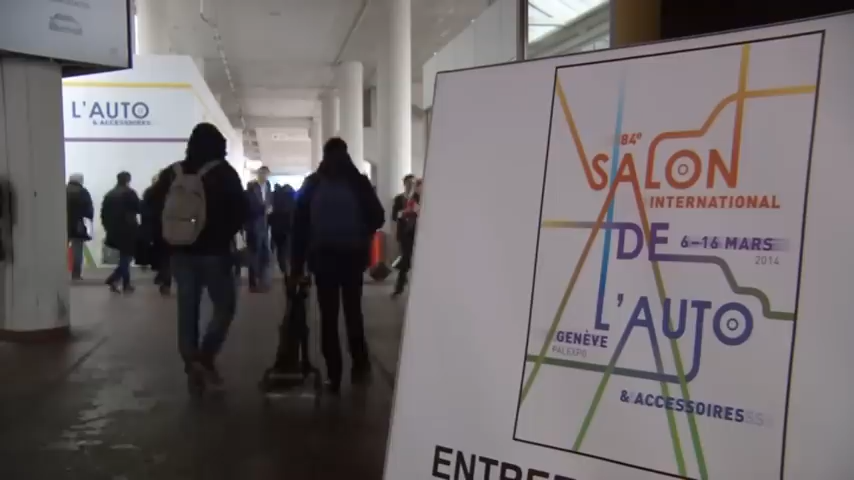 L'AUTO
& ACCESSOIRES
84e
SALON
INTERNATIONAL
DE 6-16 MARS
2014
L'AUTO
GENÈVE
PALEXPO
& ACCESSOIRES